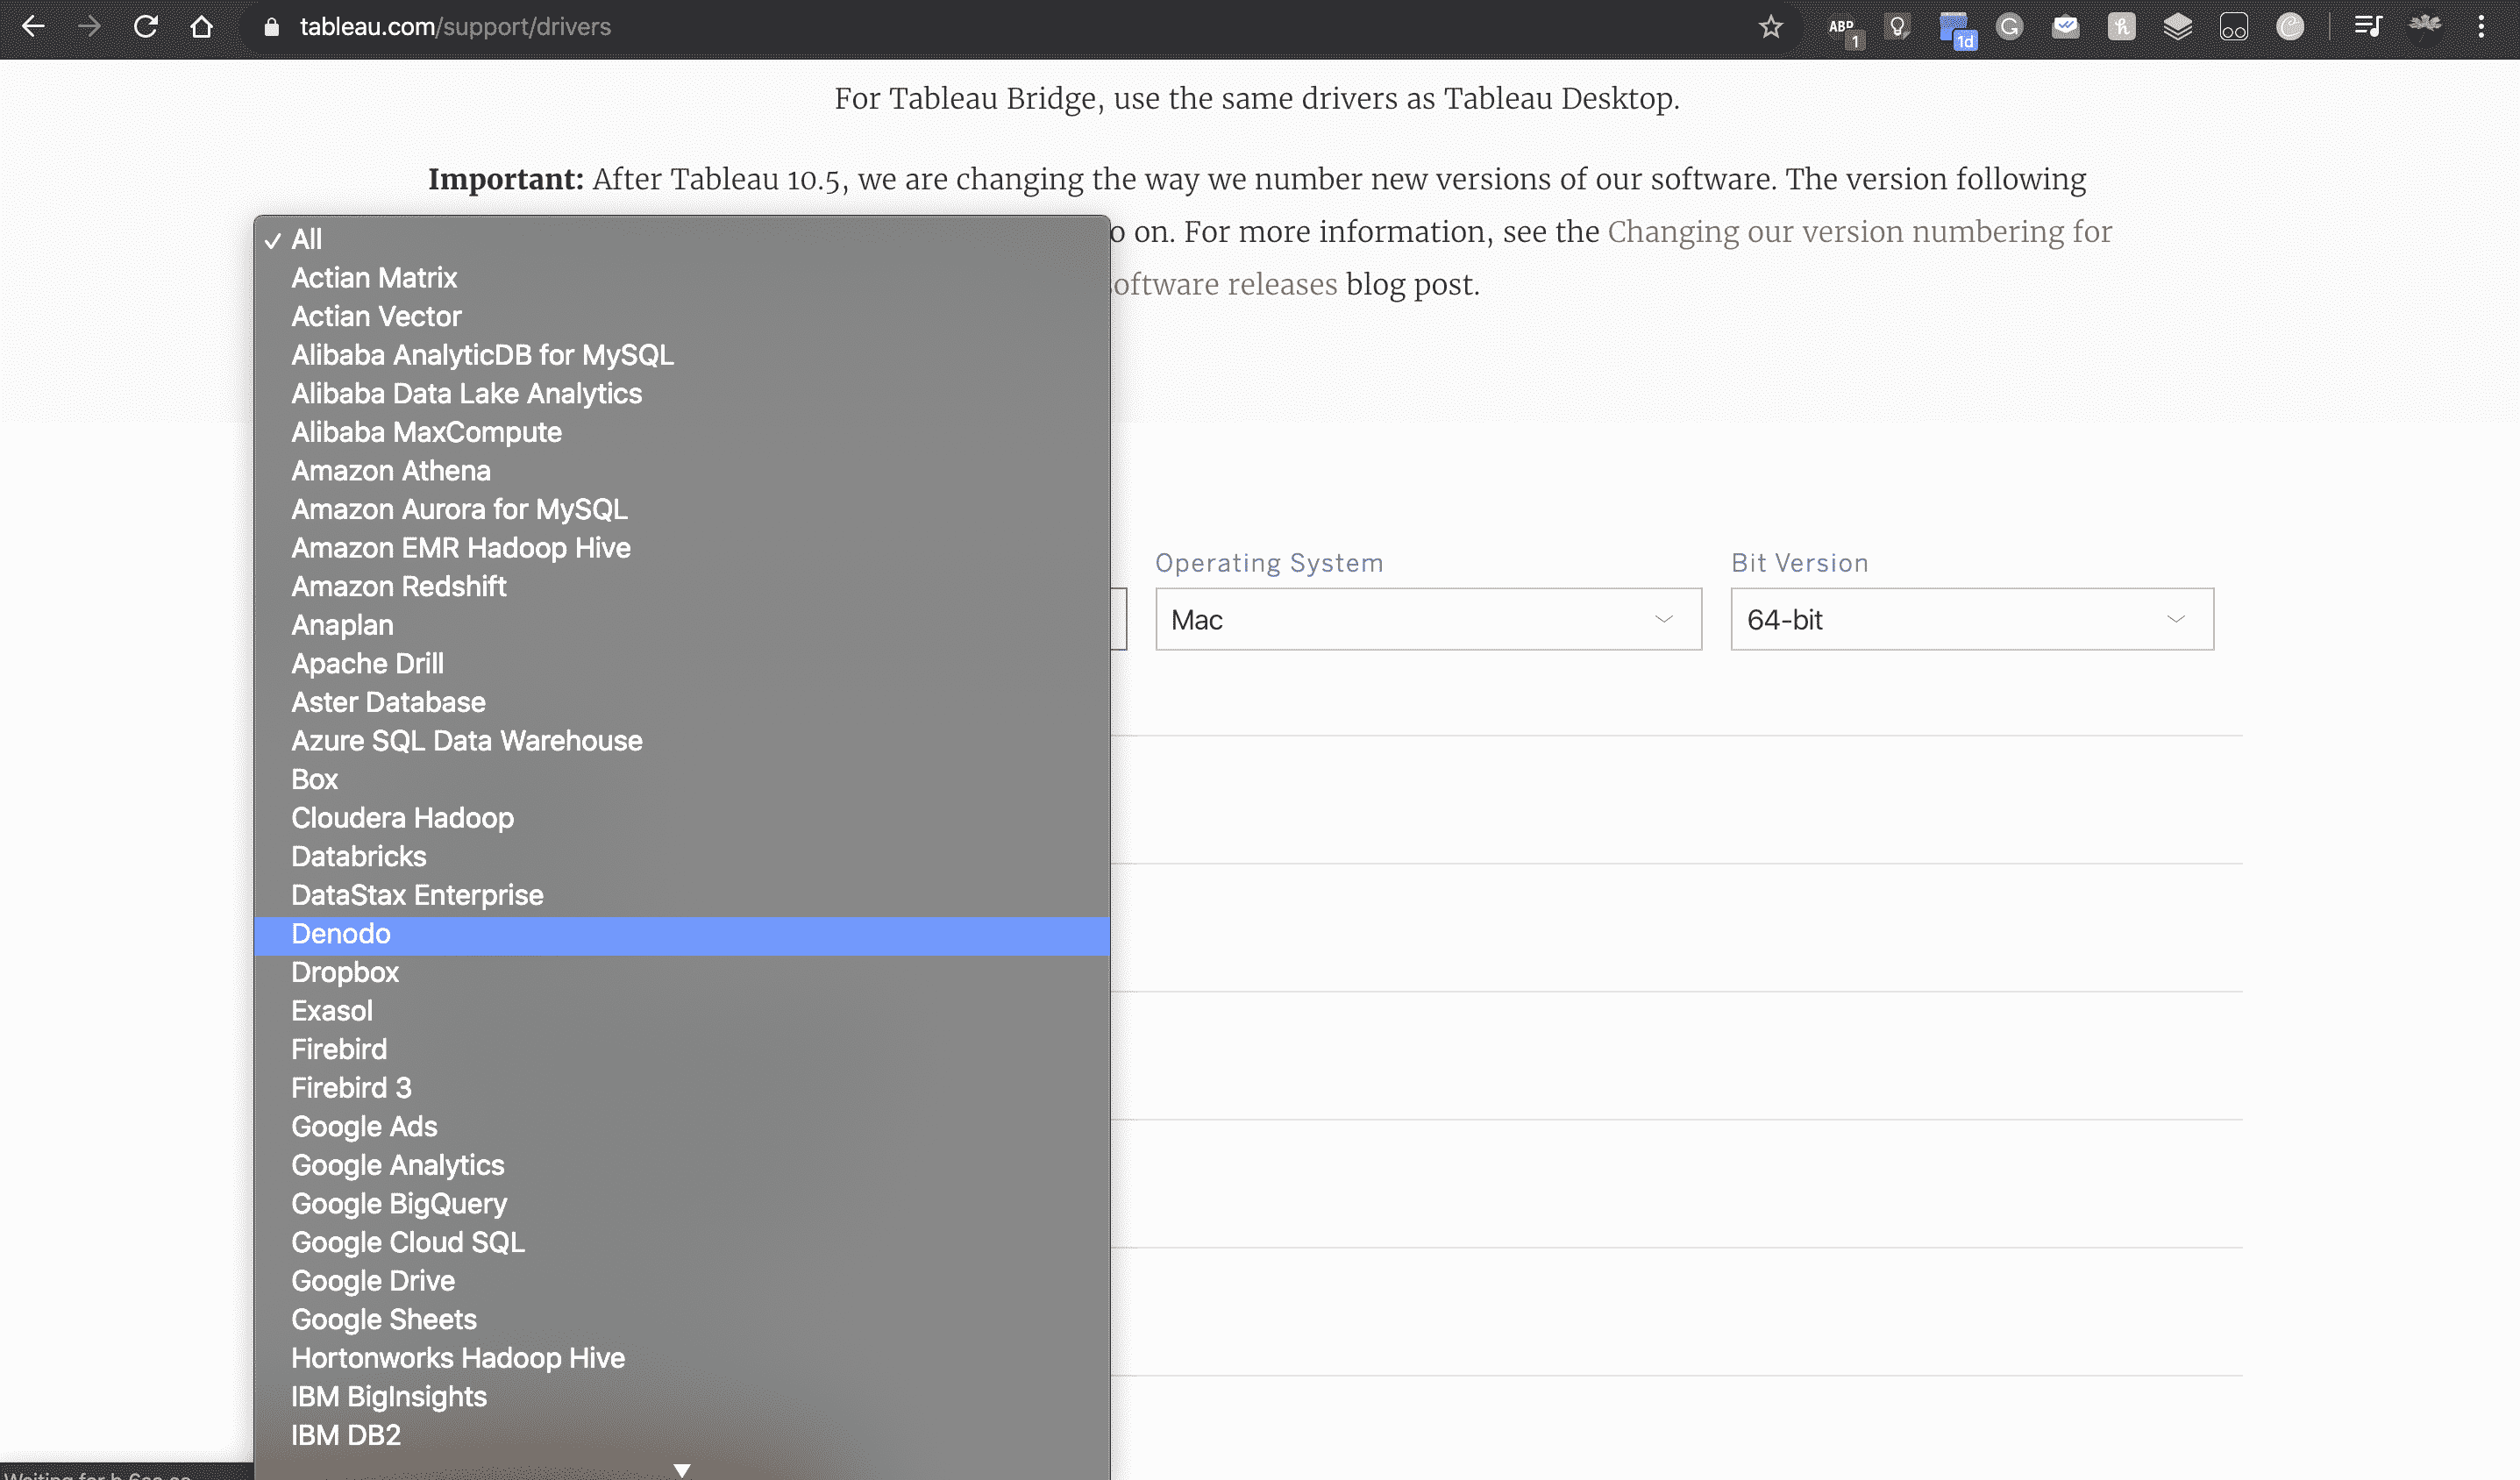 tableau.com/support/drivers
ABP
1
1d
For Tableau Bridge, use the same drivers as Tableau Desktop.
Important: After Tableau 10.5, we are changing the way we number new versions of our software. The version following
o on. For more information, see the Changing our version numbering for
oftware releases blog post.
All
Actian Matrix
Actian Vector
Alibaba AnalyticDB for MySQL
Alibaba Data Lake Analytics
Alibaba MaxCompute
Amazon Athena
Amazon Aurora for MySQL
Amazon EMR Hadoop Hive
Amazon Redshift
Anaplan
Apache Drill
Aster Database
Azure SQL Data Warehouse
Box
Cloudera Hadoop
Databricks
DataStax Enterprise
Denodo
Dropbox
Exasol
Firebird
Firebird 3
Google Ads
Google Analytics
Google BigQuery
Google Cloud SQL
Google Drive
Google Sheets
Hortonworks Hadoop Hive
IBM BigInsights
IBM DB2
Operating System
Mac
Bit Version
64-bit
Waiting for